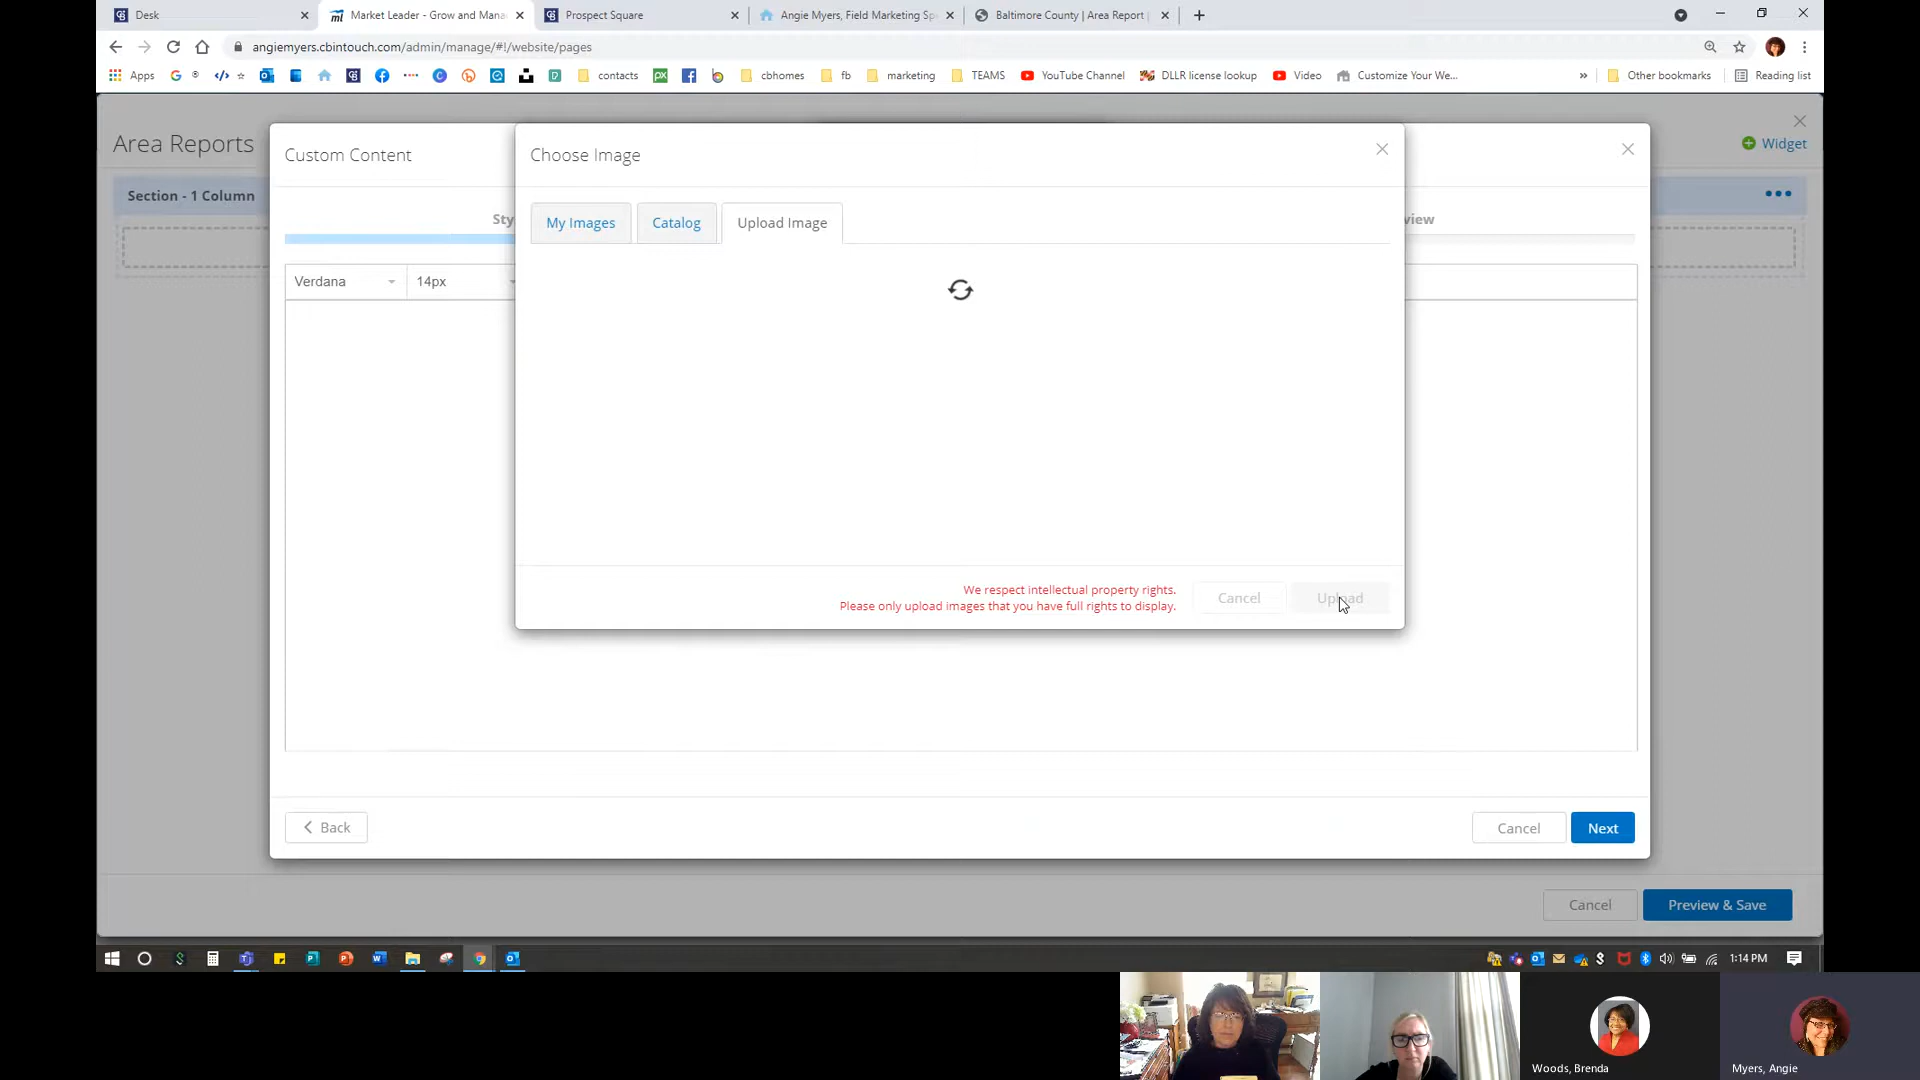 Desk
Market Leader - Grow and Mana
Prospect Square
Angie Myers, Field Marketing Sp
Baltimore County | Area Report |
angiemyers.cbintouch.com/admin/manage/#!/website/pages
Apps
contacts
cbhomes
fb
marketing
TEAMS
YouTube Channel
DLLR license lookup
Video
Customize Your We...
Other bookmarks
Reading list
Area Reports
Widget
Section - 1 Column
Custom Content
Choose Image
My Images
Catalog
Upload Image
Sty
view
Verdana
14px
We respect intellectual property rights.
Please only upload images that you have full rights to display.
Cancel
Upload
Back
Cancel
Next
Cancel
Preview & Save
1:14 PM
Woods, Brenda
Myers, Angie